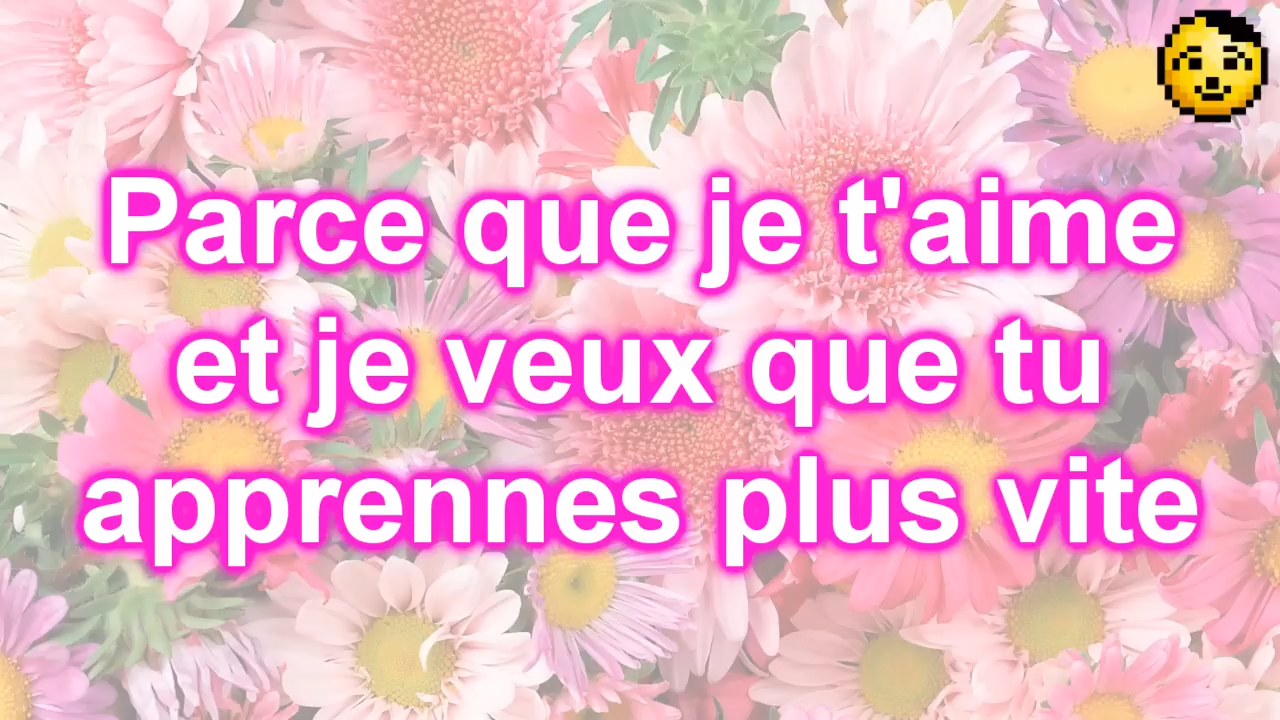 Parce que je t'aime
et je veux que tu
apprennes plus vite